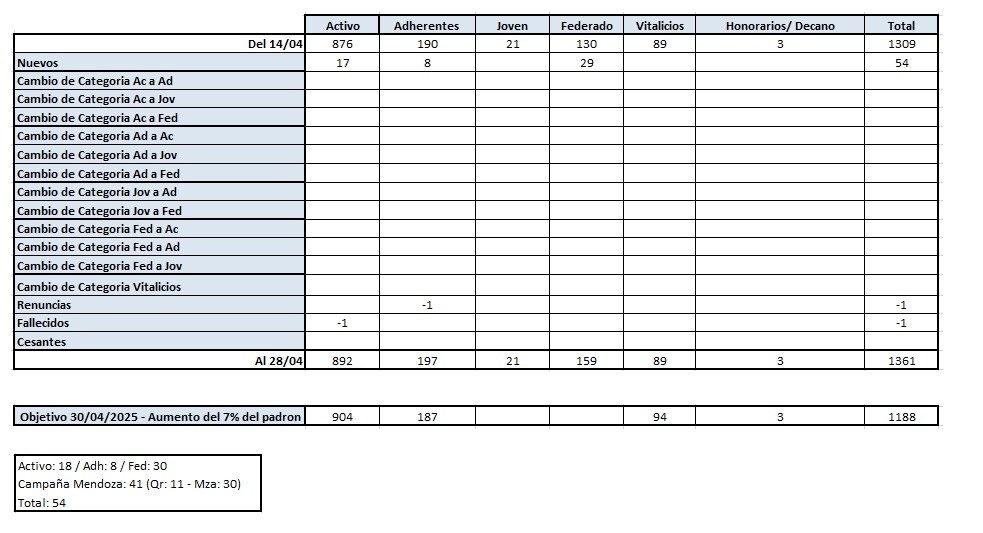 Activo Adherentes Joven Federado Vitalicios Honorarios/ Decano Total
Del 14/04 876 190 21 130 89 3 1309
Nuevos 17 8 29 54
Cambio de Categoria Ac a Ad
Cambio de Categoria Ac a Jov
Cambio de Categoria Ac a Fed
Cambio de Categoria Ad a Ac
Cambio de Categoria Ad a Jov
Cambio de Categoria Ad a Fed
Cambio de Categoria Jov a Ad
Cambio de Categoria Jov a Fed
Cambio de Categoria Fed a Ac
Cambio de Categoria Fed a Ad
Cambio de Categoria Fed a Jov
Cambio de Categoria Vitalicios
Renuncias -1 -1
Fallecidos -1 -1
Cesantes
Al 28/04 892 197 21 159 89 3 1361
Objetivo 30/04/2025 - Aumento del 7% del padron 904 187 94 3 1188
Activo: 18 / Adh: 8 / Fed: 30
Campaña Mendoza: 41 (Qr: 11 - Mza: 30)
Total: 54